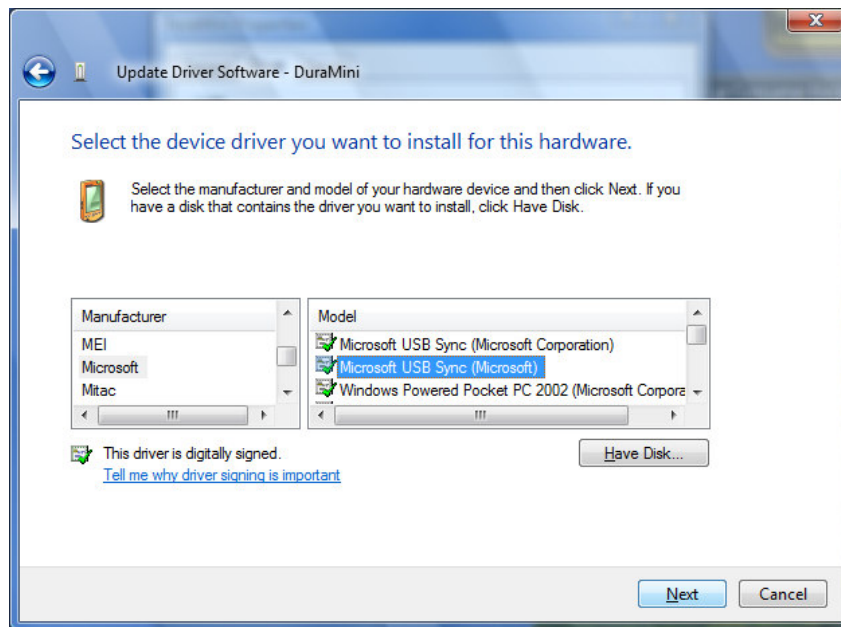 Update Driver Software - DuraMini
Select the device driver you want to install for this hardware.
Select the manufacturer and model of your hardware device and then click Next. If you
have a disk that contains the driver you want to install, click Have Disk.
Manufacturer
MEI
Microsoft
Mitac
Model
Microsoft USB Sync (Microsoft Corporation)
Microsoft USB Sync (Microsoft)
Windows Powered Pocket PC 2002 (Microsoft Corpora
This driver is digitally signed.
Tell me why driver signing is important
Have Disk...
Next
Cancel